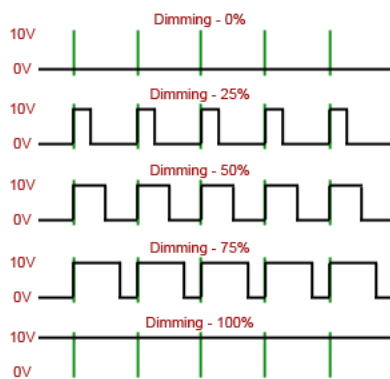 Dimming - 0%
10V
0V
Dimming - 25%
10V
0V
Dimming - 50%
10V
0V
Dimming - 75%
10V
0V
Dimming - 100%
10V
0V